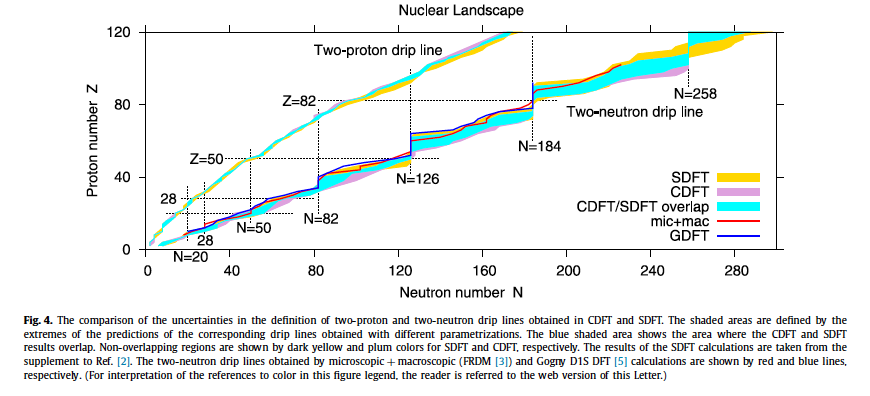 Nuclear Landscape
120
80
40
0
Proton number Z
Two-proton drip line
Z=82
Z=50
28
28
N=20
N=50
N=82
N=126
N=184
N=258
Two-neutron drip line
SDFT
CDFT
CDFT/SDFT overlap
mic+mac
GDFT
0 40 80 120 160 200 240 280
Neutron number N
Fig. 4. The comparison of the uncertainties in the definition of two-proton and two-neutron drip lines obtained in CDFT and SDFT. The shaded areas are defined by the
extremes of the predictions of the corresponding drip lines obtained with different parametrizations. The blue shaded area shows the area where the CDFT and SDFT
results overlap. Non-overlapping regions are shown by dark yellow and plum colors for SDFT and CDFT, respectively. The results of the SDFT calculations are taken from the
supplement to Ref. [2]. The two-neutron drip lines obtained by microscopic + macroscopic (FRDM [3]) and Gogny D1S DFT [5] calculations are shown by red and blue lines,
respectively. (For interpretation of the references to color in this figure legend, the reader is referred to the web version of this Letter.)